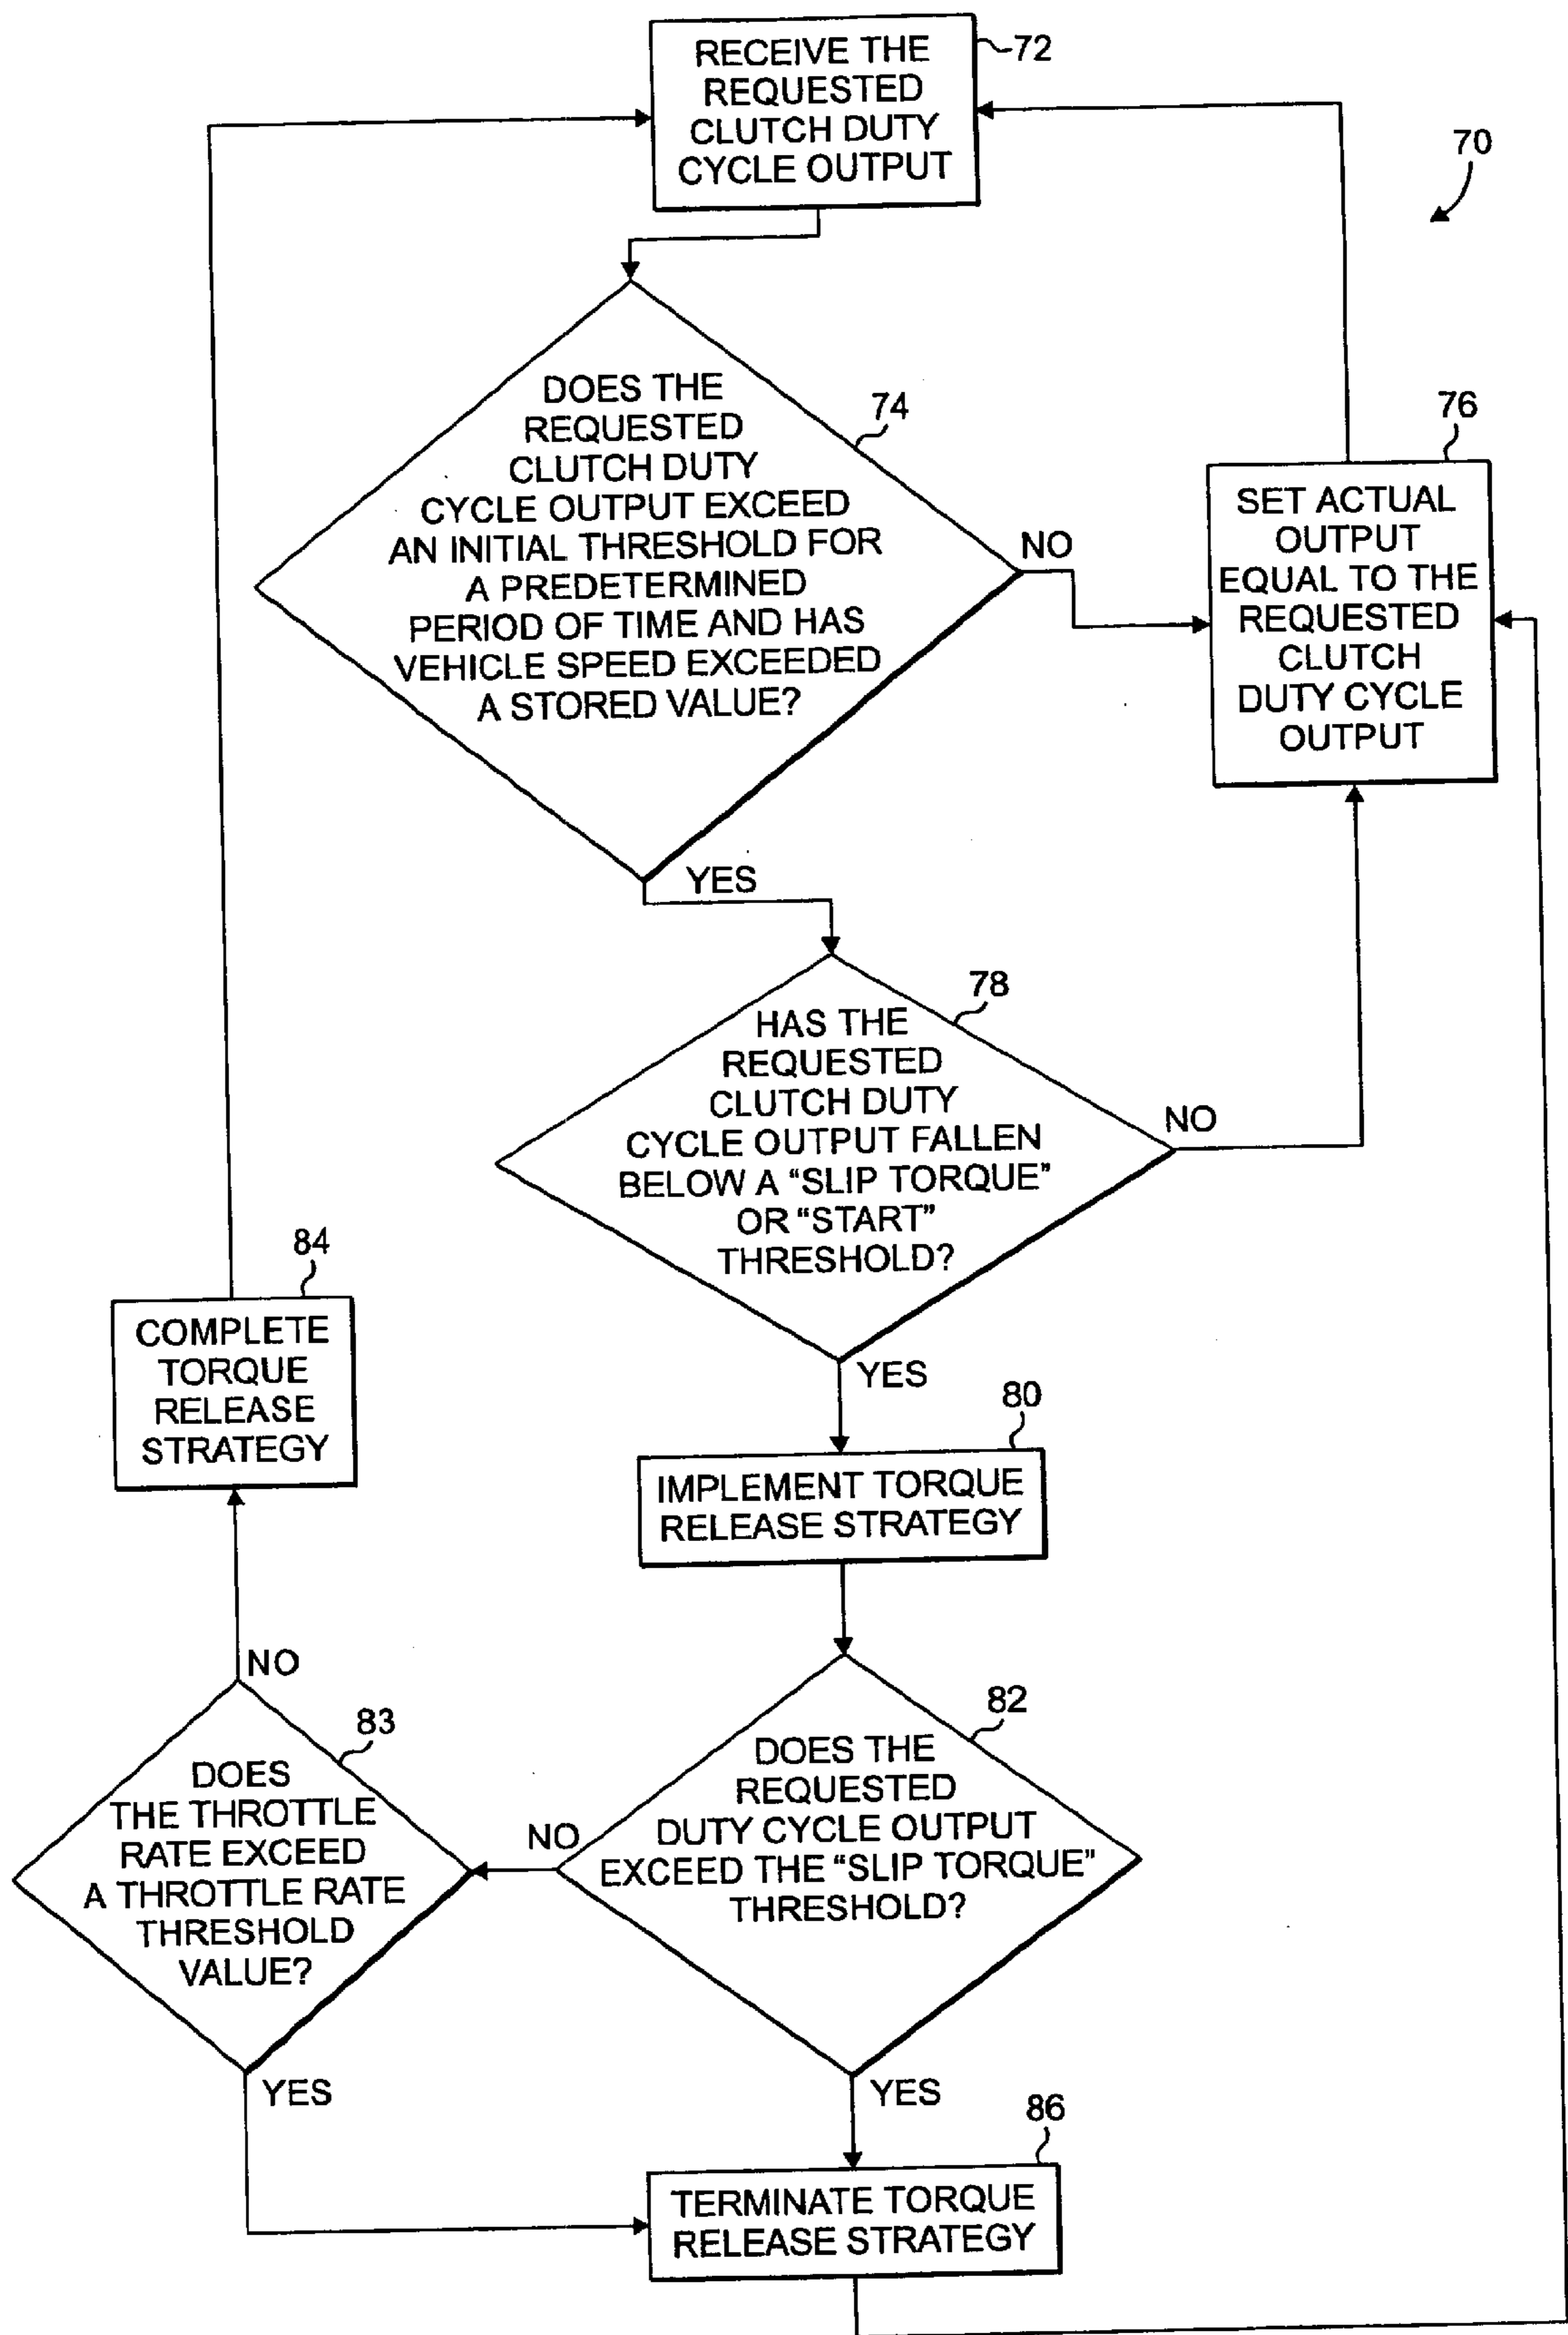 RECEIVE THE
REQUESTED
CLUTCH DUTY
CYCLE OUTPUT
72
70
DOES THE
REQUESTED
CLUTCH DUTY
CYCLE OUTPUT EXCEED
AN INITIAL THRESHOLD FOR
A PREDETERMINED
PERIOD OF TIME AND HAS
VEHICLE SPEED EXCEEDED
A STORED VALUE?
74
NO
76
SET ACTUAL
OUTPUT
EQUAL TO THE
REQUESTED
CLUTCH
DUTY CYCLE
OUTPUT
YES
78
HAS THE
REQUESTED
CLUTCH DUTY
CYCLE OUTPUT FALLEN
BELOW A “SLIP TORQUE”
OR “START”
THRESHOLD?
NO
YES
84
COMPLETE
TORQUE
RELEASE
STRATEGY
80
IMPLEMENT TORQUE
RELEASE STRATEGY
NO
83
DOES
THE THROTTLE
RATE EXCEED
A THROTTLE RATE
THRESHOLD
VALUE?
NO
82
DOES THE
REQUESTED
DUTY CYCLE OUTPUT
EXCEED THE “SLIP TORQUE”
THRESHOLD?
YES
YES
86
TERMINATE TORQUE
RELEASE STRATEGY